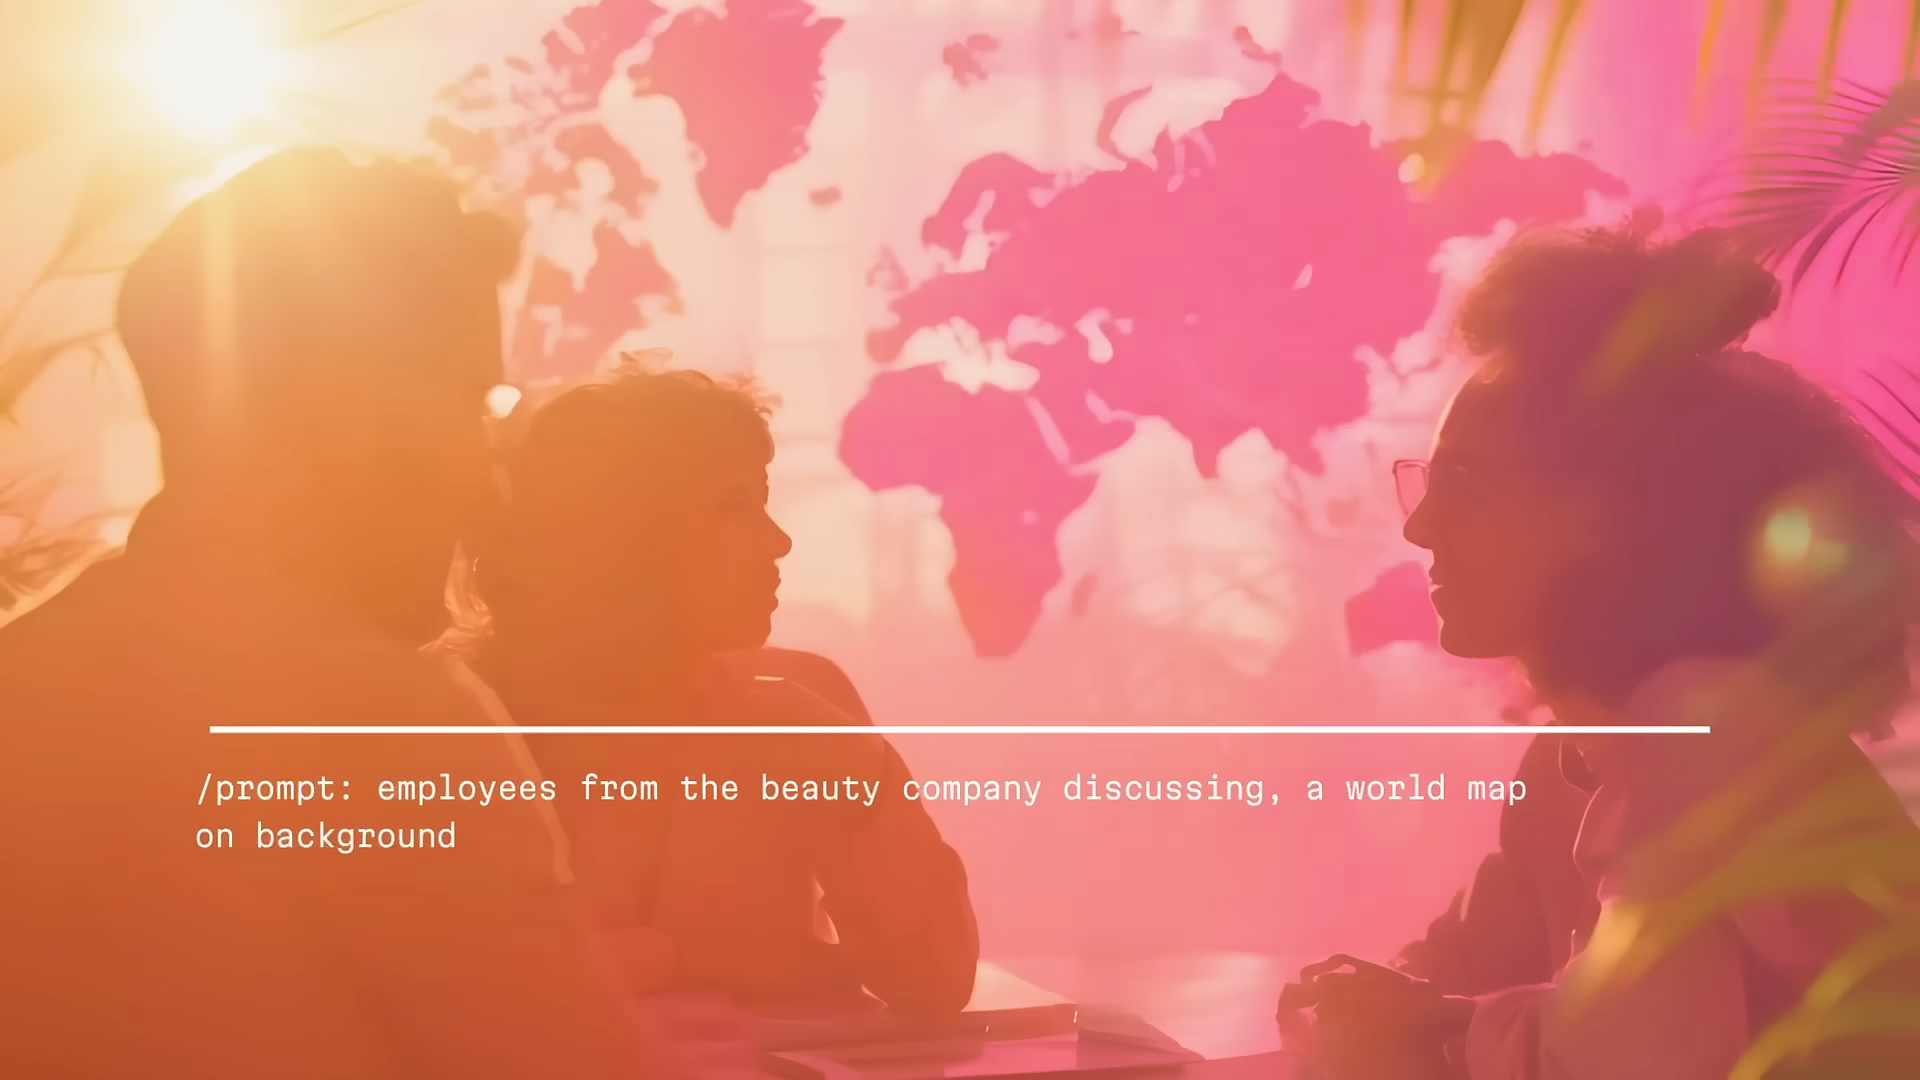 /prompt: employees from the beauty company discussing, a world map
on background